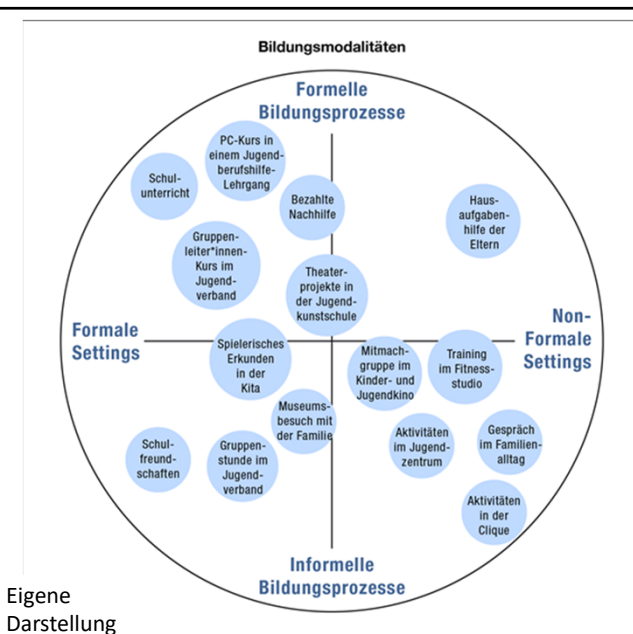 Bildungsmodalitäten
Formelle
Bildungsprozesse
PC-Kurs in
einem Jugend-
berufshilfe-
Lehrgang
Schul-
unterricht
Bezahlte
Nachhilfe
Haus-
aufgaben-
hilfe der
Eltern
Gruppen-
leiter*innen-
Kurs im
Jugend-
verband
Theater-
projekte in
der Jugend-
kunstschule
Formale
Settings
Non-
Formale
Settings
Spielerisches
Erkunden
in der
Kita
Mitmach-
gruppe im
Kinder- und
Jugendkino
Training
im Fitness-
studio
Museums-
besuch mit
der Familie
Schul-
freund-
schaften
Gruppen-
stunde im
Jugend-
verband
Aktivitäten
im Jugend-
zentrum
Gespräch
im Familien-
alltag
Aktivitäten
in der
Clique
Informelle
Bildungsprozesse
Eigene
Darstellung